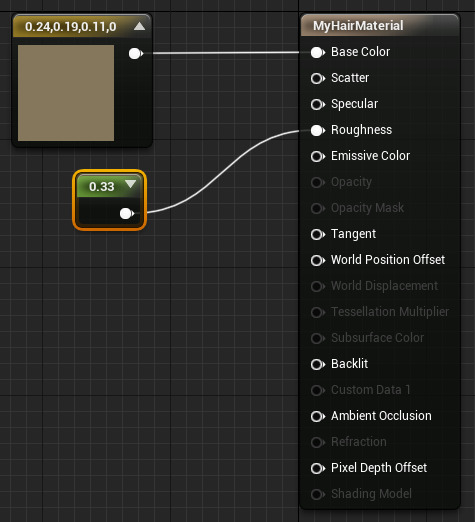 0.24,0.19,0.11,0
MyHairMaterial
Base Color
Scatter
Specular
Roughness
Emissive Color
0.33
Opacity
Opacity Mask
Tangent
World Position Offset
World Displacement
Tessellation Multiplier
Subsurface Color
Backlit
Custom Data 1
Ambient Occlusion
Refraction
Pixel Depth Offset
Shading Model